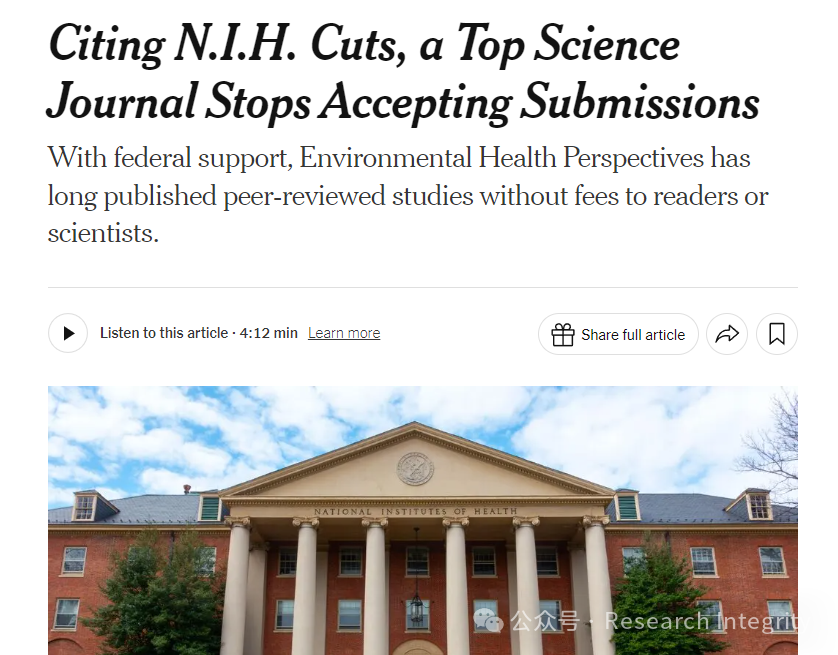 Citing N.I.H. Cuts, a Top Science
Journal Stops Accepting Submissions
With federal support, Environmental Health Perspectives has
long published peer-reviewed studies without fees to readers or
scientists.
Listen to this article · 4:12 min Learn more
Share full article
NATIONAL INSTITUTES OF HEALTH
公众号 · Research Integrity